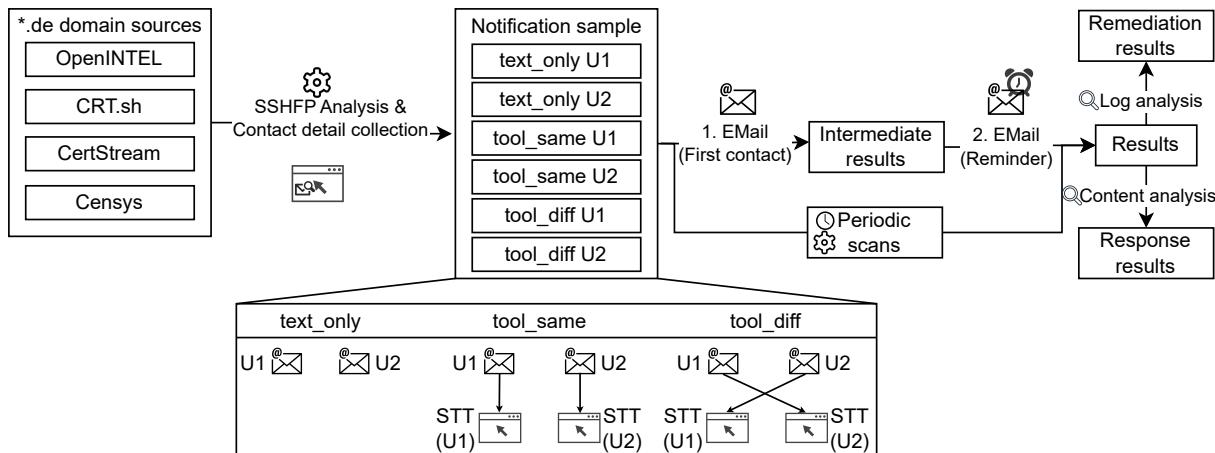 *.de domain sources
OpenINTEL
CRT.sh
CertStream
Censys
SSHFP Analysis &
Contact detail collection
Notification sample
text_only U1
text_only U2
tool_same U1
tool_same U2
tool_diff U1
tool_diff U2
@
1. EMail
(First contact)
Intermediate
results
@
2. EMail
(Reminder)
Periodic
scans
Remediation
results
Log analysis
Results
Content analysis
Response
results
text_only
tool_same
tool_diff
U1 @
@ U2
U1 @
@ U2
U1 @
@ U2
STT
(U1)
STT
(U2)
STT
(U1)
STT
(U2)